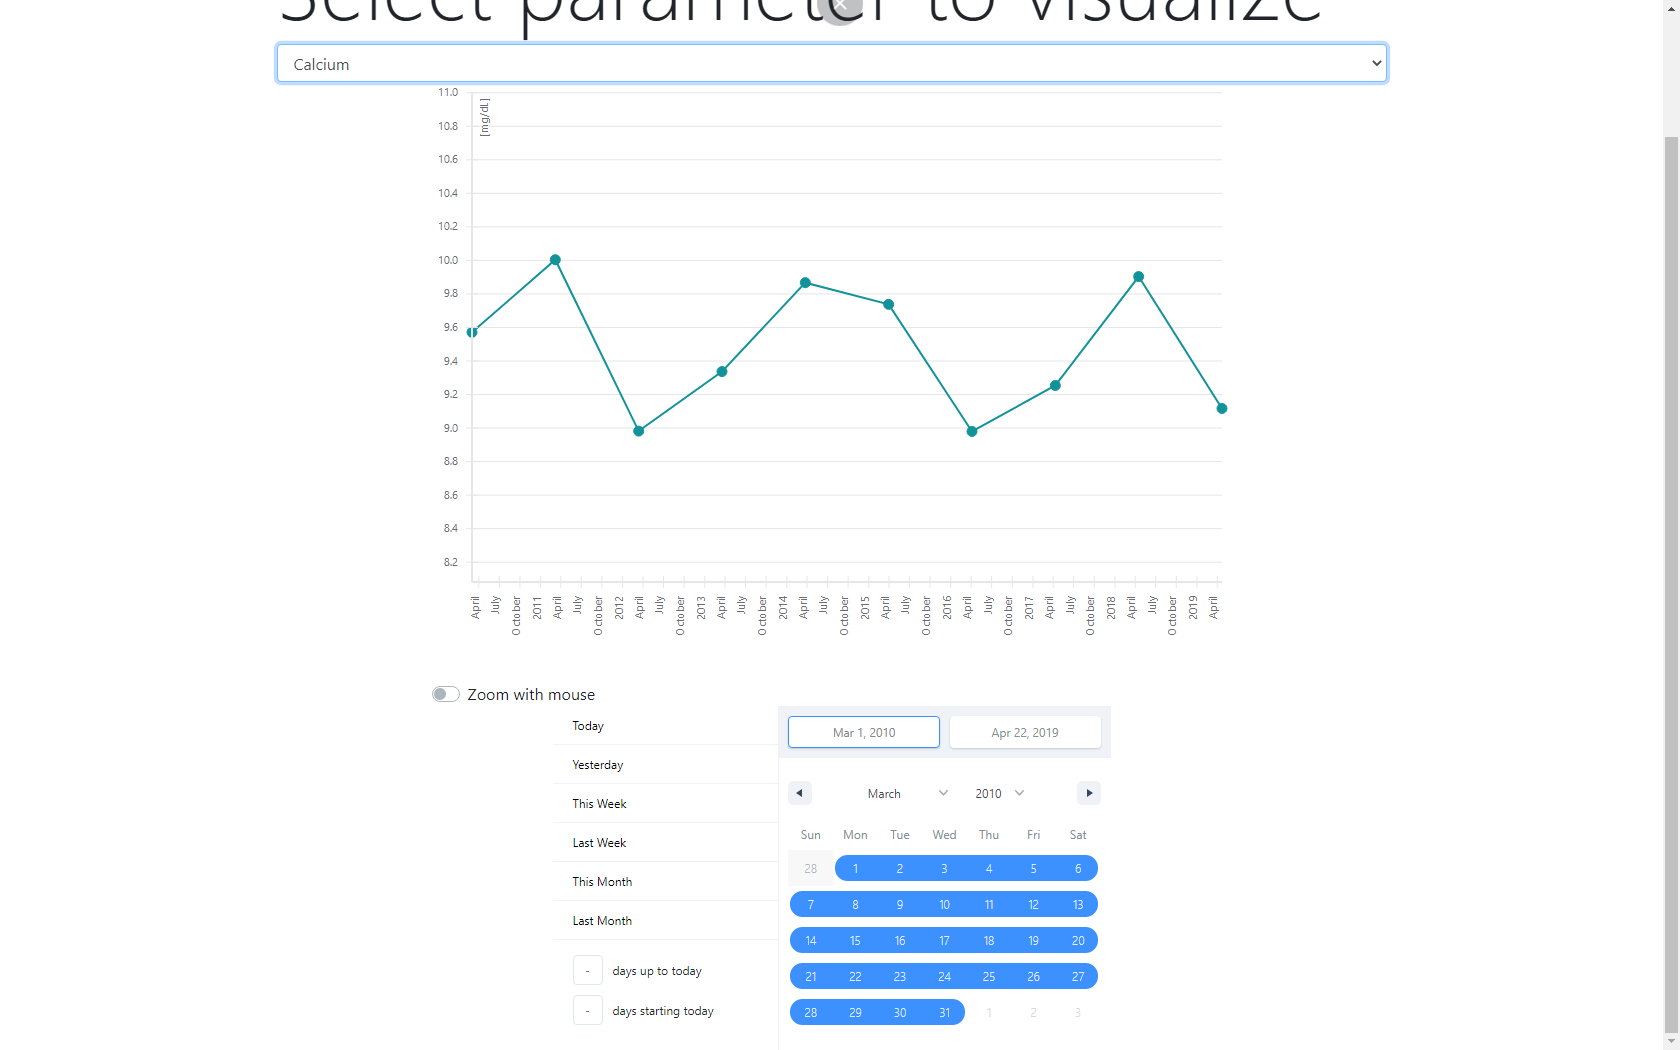 Select parameter to visualize
Calcium
11.0
[mg/dL]
10.8
10.6
10.4
10.2
10.0
9.8
9.6
9.4
9.2
9.0
8.8
8.6
8.4
8.2
April July October 2011 April July October 2012 April July October 2013 April July October 2014 April July October 2015 April July October 2016 April July October 2017 April July October 2018 April July October 2019 April
Zoom with mouse
Today
Yesterday
This Week
Last Week
This Month
Last Month
- days up to today
- days starting today
Mar 1, 2010 Apr 22, 2019
March 2010
Sun Mon Tue Wed Thu Fri Sat
28 1 2 3 4 5 6
7 8 9 10 11 12 13
14 15 16 17 18 19 20
21 22 23 24 25 26 27
28 29 30 31 1 2 3